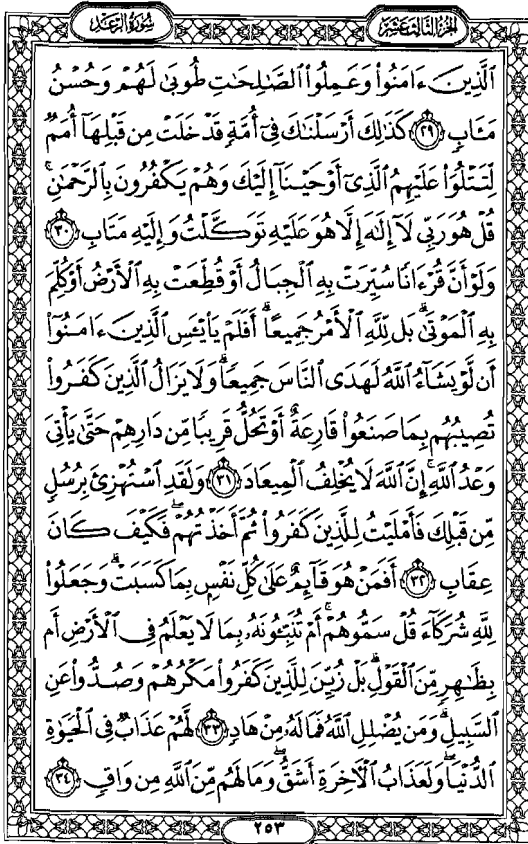 الجزء الثالث عشر
سورة الرعد
ٱلَّذِينَ ءَامَنُوا۟ وَعَمِلُوا۟ ٱلصَّٰلِحَٰتِ طُوبَىٰ لَهُمْ وَحُسْنُ
مَـَٔابٍ ٢٩ كَذَٰلِكَ أَرْسَلْنَٰكَ فِىٓ أُمَّةٍ قَدْ خَلَتْ مِن قَبْلِهَآ أُمَمٌ
لِّتَتْلُوَا۟ عَلَيْهِمُ ٱلَّذِىٓ أَوْحَيْنَآ إِلَيْكَ وَهُمْ يَكْفُرُونَ بِٱلرَّحْمَٰنِ ۚ
قُلْ هُوَ رَبِّى لَآ إِلَٰهَ إِلَّا هُوَ عَلَيْهِ تَوَكَّلْتُ وَإِلَيْهِ مَتَابِ ٣٠
وَلَوْ أَنَّ قُرْءَانًا سُيِّرَتْ بِهِ ٱلْجِبَالُ أَوْ قُطِّعَتْ بِهِ ٱلْأَرْضُ أَوْ كُلِّمَ
بِهِ ٱلْمَوْتَىٰ ۗ بَل لِّلَّهِ ٱلْأَمْرُ جَمِيعًا ۗ أَفَلَمْ يَا۟يْـَٔسِ ٱلَّذِينَ ءَامَنُوٓا۟
أَن لَّوْ يَشَآءُ ٱللَّهُ لَهَدَى ٱلنَّاسَ جَمِيعًا ۗ وَلَا يَزَالُ ٱلَّذِينَ كَفَرُوا۟
تُصِيبُهُم بِمَا صَنَعُوا۟ قَارِعَةٌ أَوْ تَحُلُّ قَرِيبًا مِّن دَارِهِمْ حَتَّىٰ يَأْتِىَ
وَعْدُ ٱللَّهِ ۚ إِنَّ ٱللَّهَ لَا يُخْلِفُ ٱلْمِيعَادَ ٣١ وَلَقَدِ ٱسْتُهْزِئَ بِرُسُلٍ
مِّن قَبْلِكَ فَأَمْلَيْتُ لِلَّذِينَ كَفَرُوا۟ ثُمَّ أَخَذْتُهُمْ ۖ فَكَيْفَ كَانَ
عِقَابِ ٣٢ أَفَمَنْ هُوَ قَآئِمٌ عَلَىٰ كُلِّ نَفْسٍۭ بِمَا كَسَبَتْ ۗ وَجَعَلُوا۟
لِلَّهِ شُرَكَآءَ قُلْ سَمُّوهُمْ ۚ أَمْ تُنَبِّـُٔونَهُۥ بِمَا لَا يَعْلَمُ فِى ٱلْأَرْضِ أَم
بِظَٰهِرٍ مِّنَ ٱلْقَوْلِ ۗ بَلْ زُيِّنَ لِلَّذِينَ كَفَرُوا۟ مَكْرُهُمْ وَصُدُّوا۟ عَنِ
ٱلسَّبِيلِ ۗ وَمَن يُضْلِلِ ٱللَّهُ فَمَا لَهُۥ مِنْ هَادٍ ٣٣ لَّهُمْ عَذَابٌ فِى ٱلْحَيَوٰةِ
ٱلدُّنْيَا ۖ وَلَعَذَابُ ٱلْءَاخِرَةِ أَشَقُّ ۖ وَمَا لَهُم مِّنَ ٱللَّهِ مِن وَاقٍ ٣٤
٢٥٣